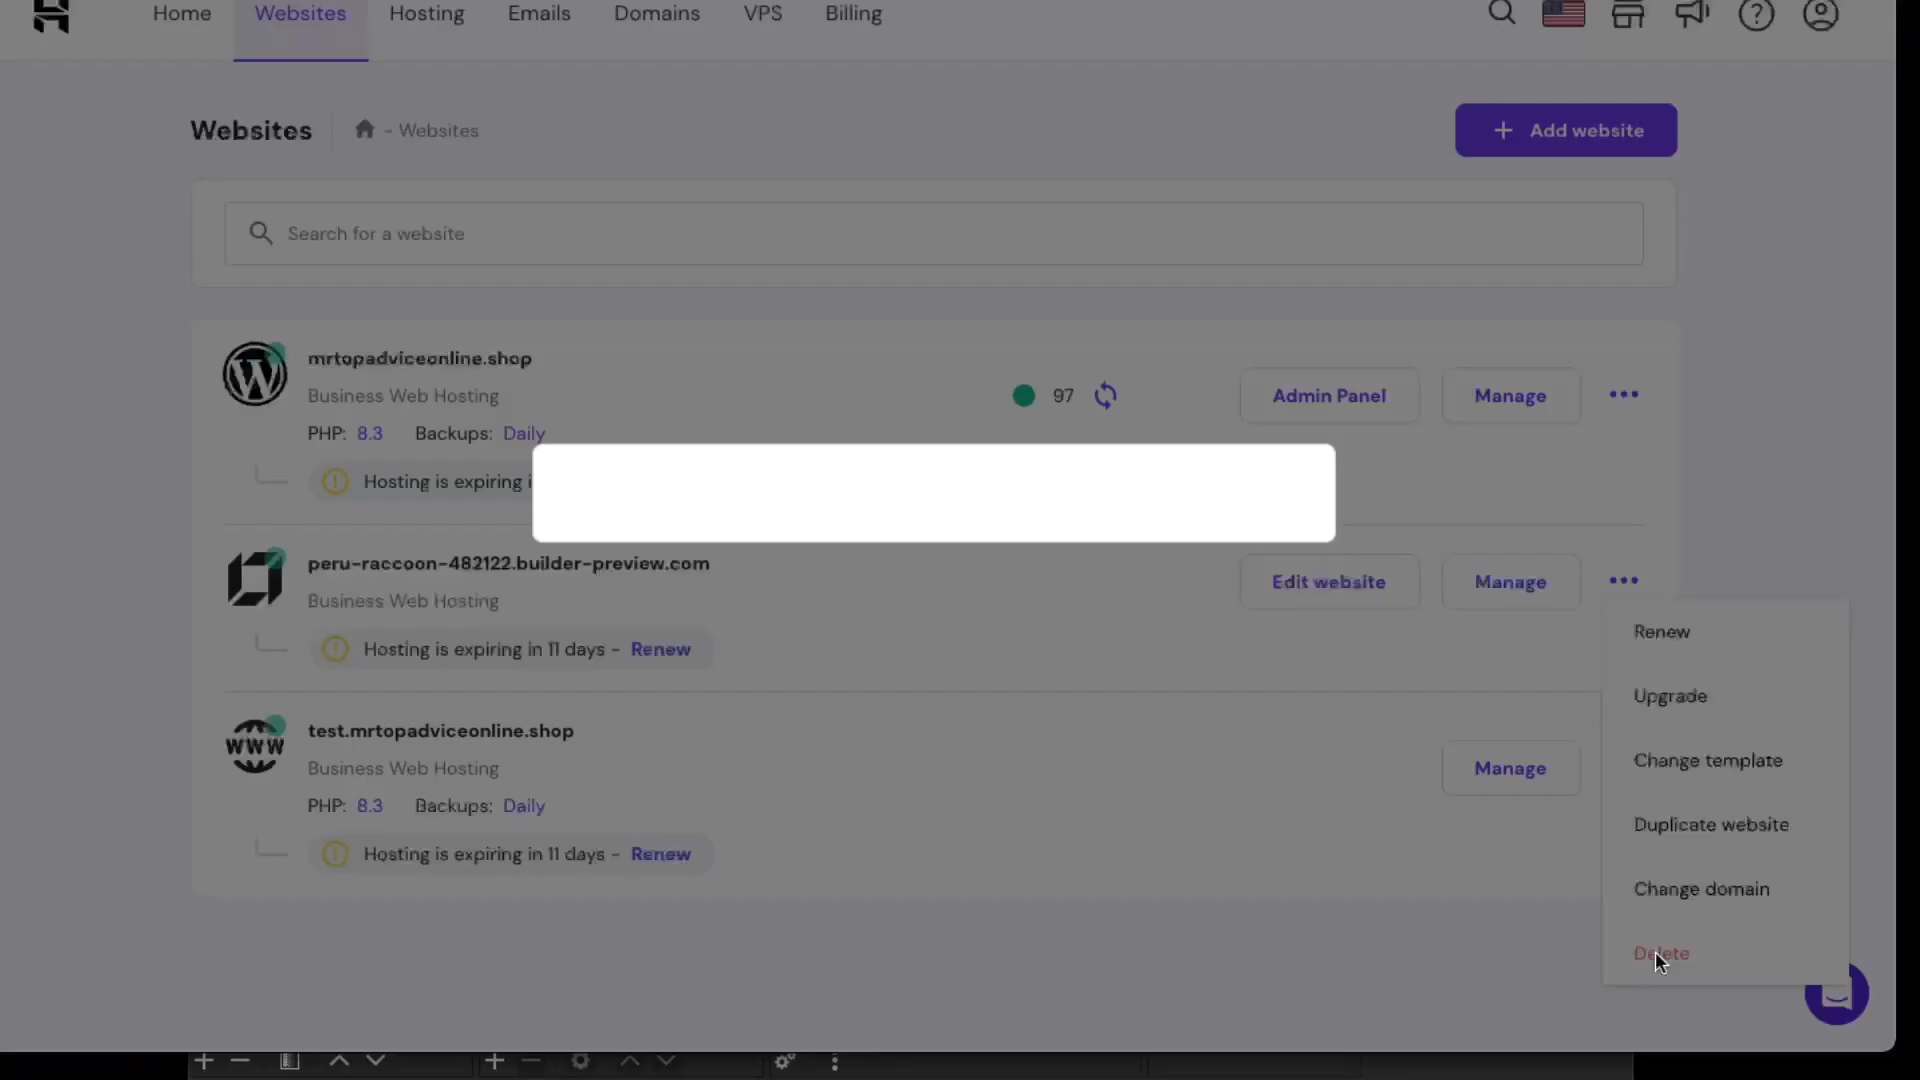 Home Websites Hosting Emails Domains VPS Billing
Websites - Websites
+ Add website
Search for a website
mrtopadviceonline.shop
Business Web Hosting
97 Admin Panel Manage
PHP: 8.3 Backups: Daily
Hosting is expiring
peru-raccoon-482122.builder-preview.com
Edit website Manage
Business Web Hosting
Hosting is expiring in 11 days - Renew
test.mrtopadviceonline.shop
WWW
Business Web Hosting
Manage
PHP: 8.3 Backups: Daily
Hosting is expiring in 11 days - Renew
Renew
Upgrade
Change template
Duplicate website
Change domain
Delete